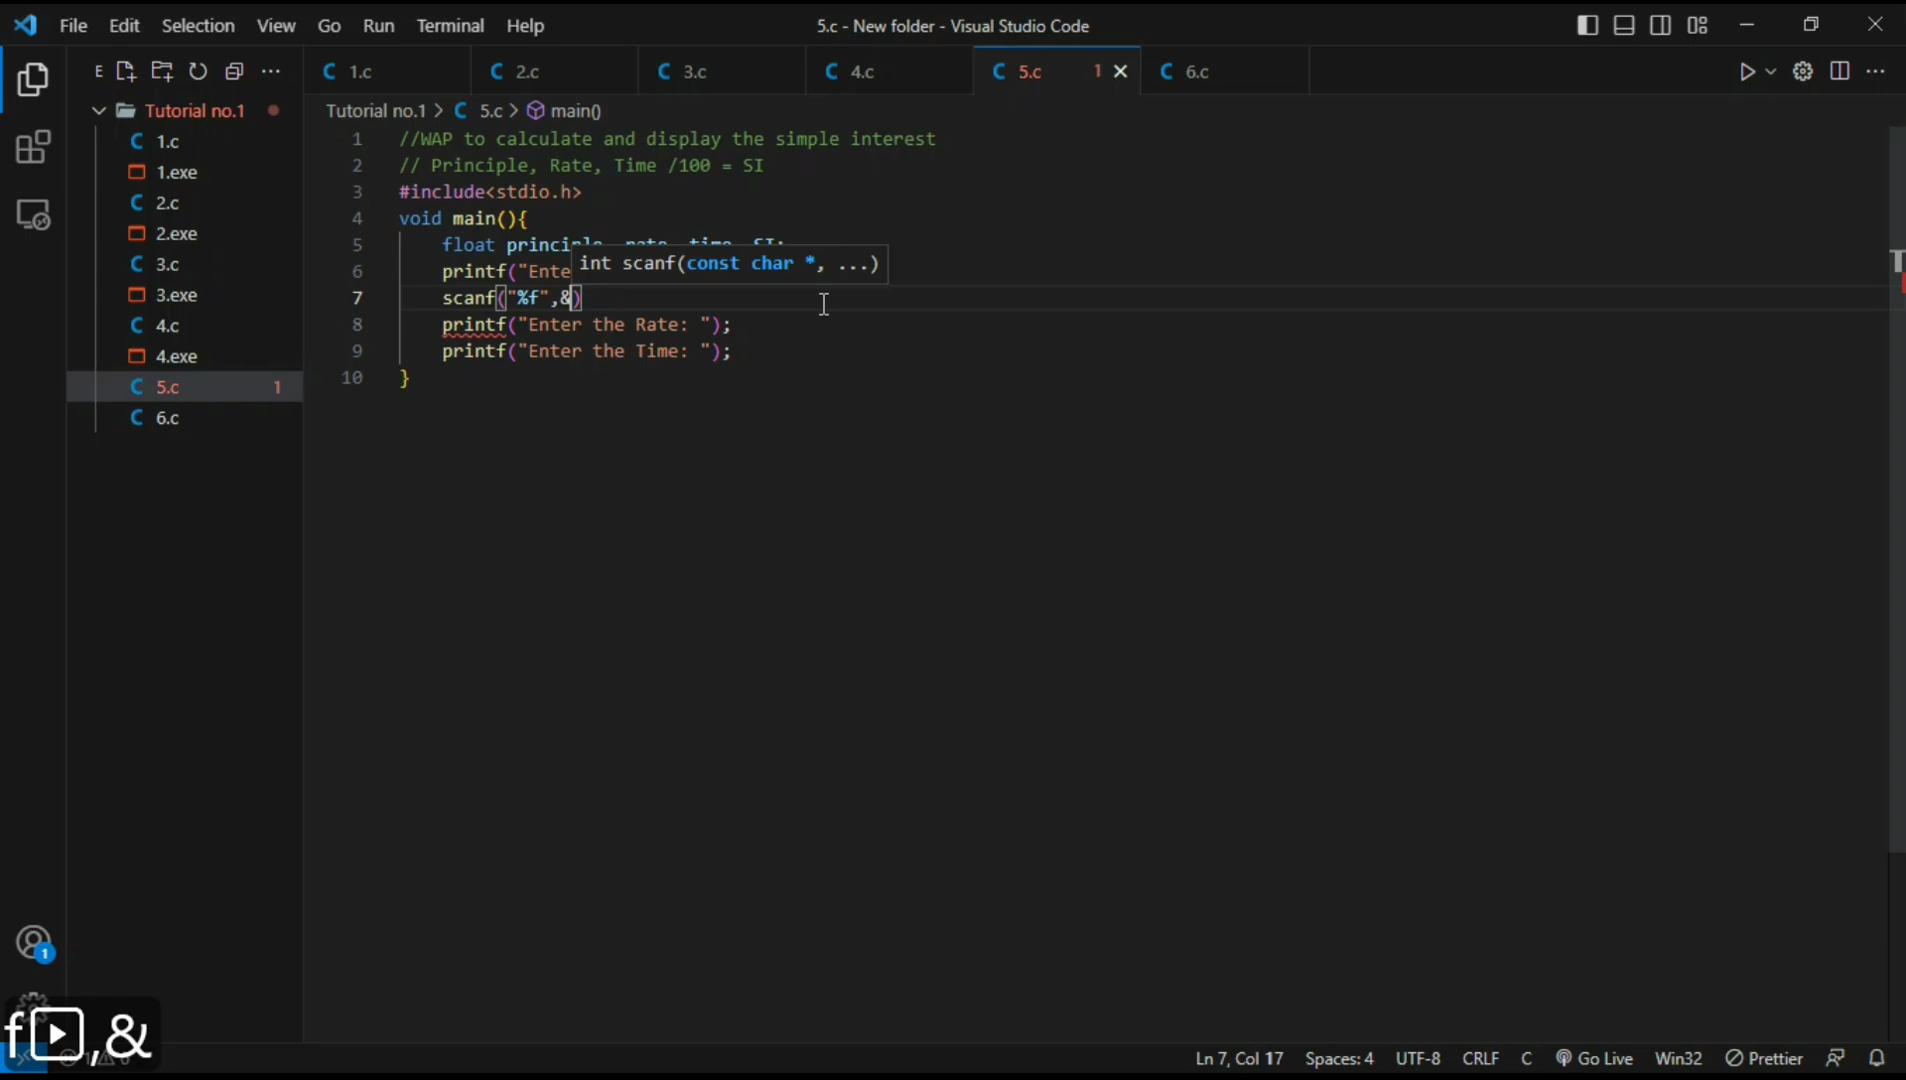 File Edit Selection View Go Run Terminal Help
5.c - New folder - Visual Studio Code
E
1.c 2.c 3.c 4.c 5.c 1 6.c
Tutorial no.1
1.c
1.exe
2.c
2.exe
3.c
3.exe
4.c
4.exe
5.c 1
6.c
Tutorial no.1 > 5.c > main()
1 //WAP to calculate and display the simple interest
2 // Principle, Rate, Time /100 = SI
3 #include<stdio.h>
4 void main(){
5 float principle, rate, time, SI;
int scanf(const char *, ...)
6 printf("Ente
7 scanf("%f",&)
8 printf("Enter the Rate: ");
9 printf("Enter the Time: ");
10 }
1
f ,&
Ln 7, Col 17 Spaces: 4 UTF-8 CRLF C Go Live Win32 Prettier